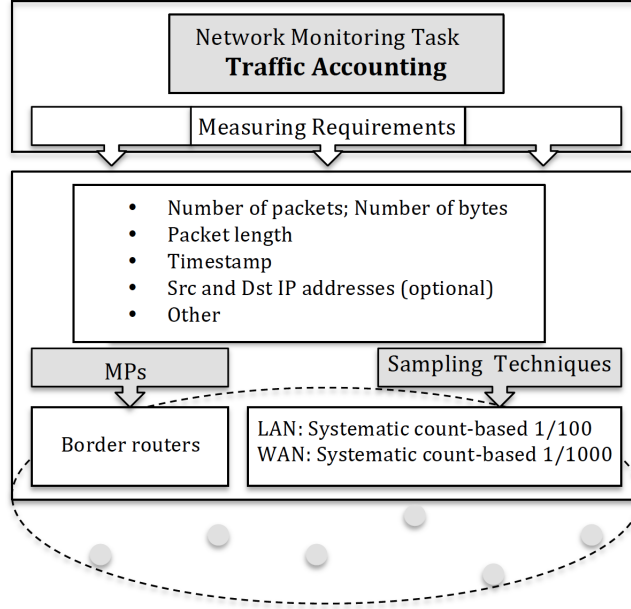 Network Monitoring Task
Traffic Accounting
Measuring Requirements
• Number of packets; Number of bytes
• Packet length
• Timestamp
• Src and Dst IP addresses (optional)
• Other
MPs
Sampling Techniques
Border routers
LAN: Systematic count-based 1/100
WAN: Systematic count-based 1/1000